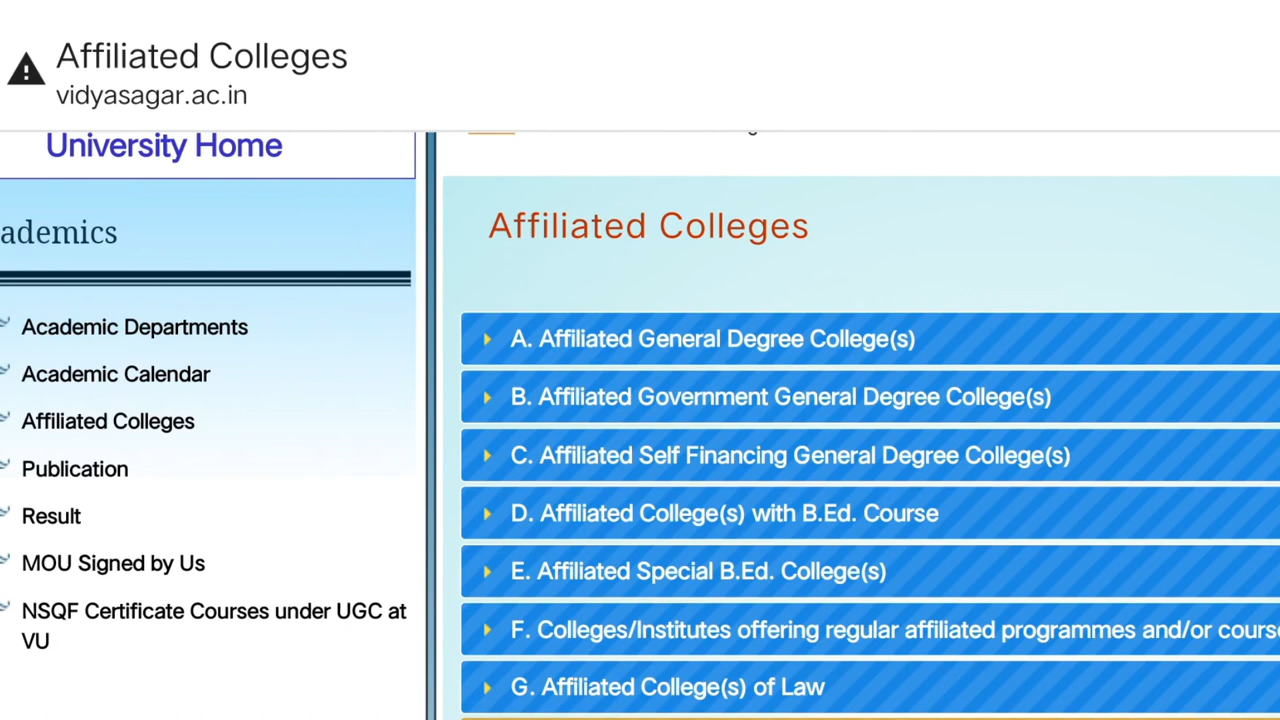 Affiliated Colleges
vidyasagar.ac.in
University Home
ademics
Academic Departments
Academic Calendar
Affiliated Colleges
Publication
Result
MOU Signed by Us
NSQF Certificate Courses under UGC at
VU
Affiliated Colleges
A. Affiliated General Degree College(s)
B. Affiliated Government General Degree College(s)
C. Affiliated Self Financing General Degree College(s)
D. Affiliated College(s) with B.Ed. Course
E. Affiliated Special B.Ed. College(s)
F. Colleges/Institutes offering regular affiliated programmes and/or cours
G. Affiliated College(s) of Law